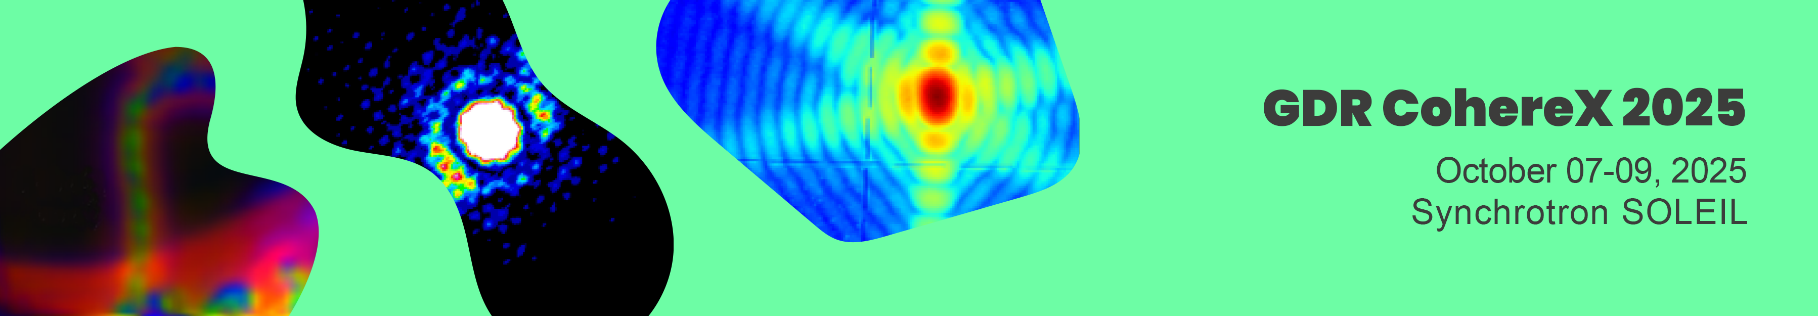 GDR CohereX 2025
October 07-09, 2025
Synchrotron SOLEIL